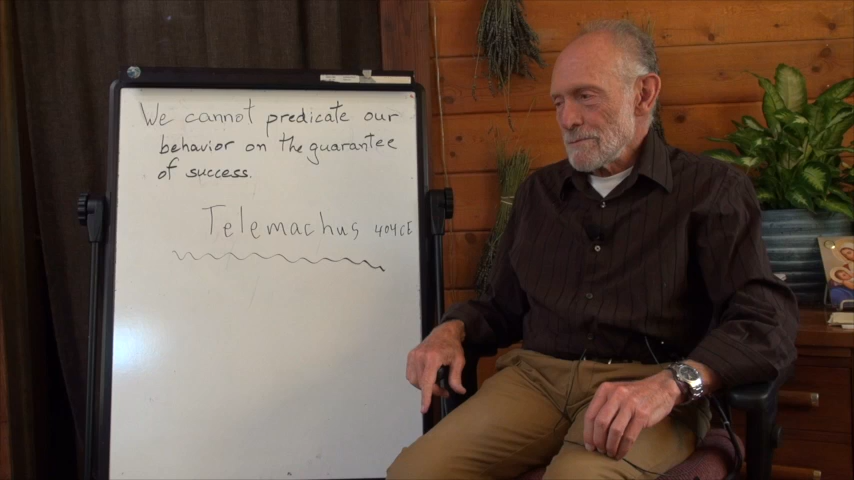 We cannot predicate our
behavior on the guarantee
of success.
Telemachus 404CE